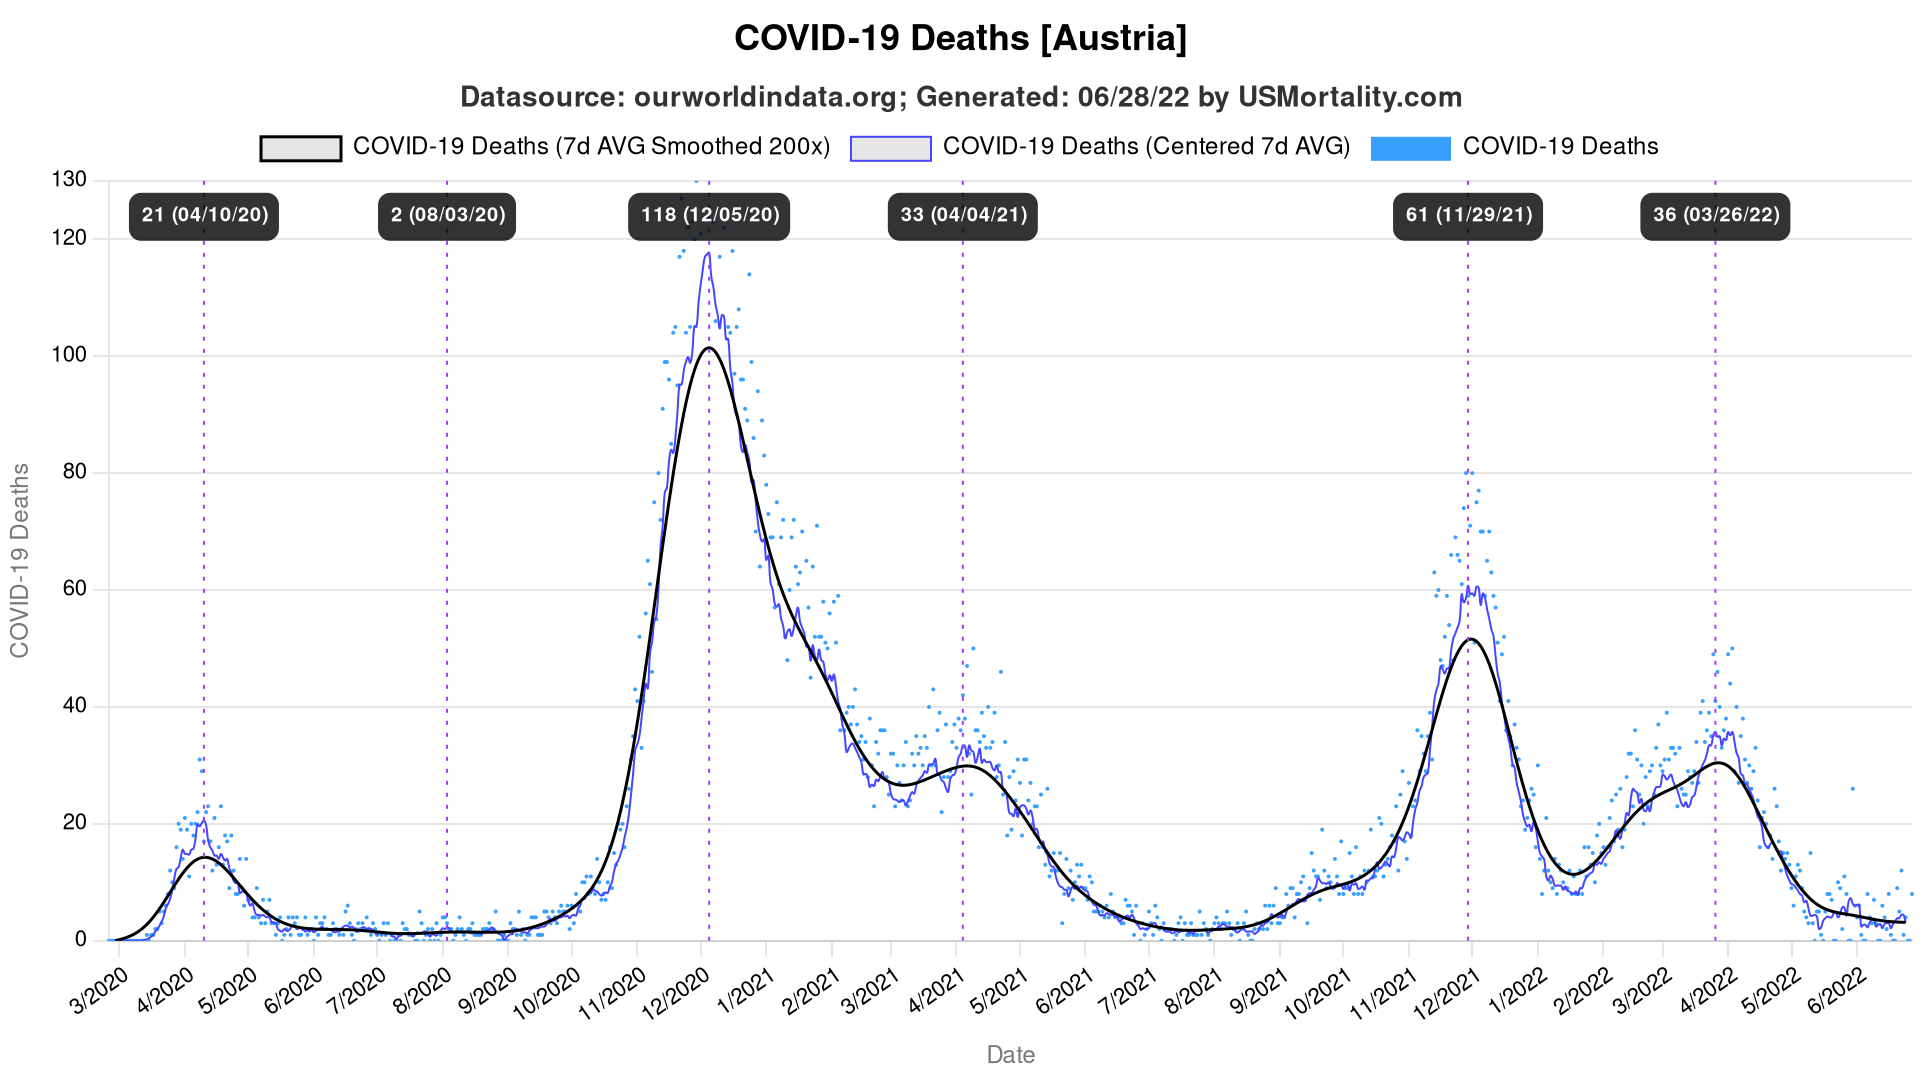 COVID-19 Deaths [Austria]
Datasource: ourworldindata.org; Generated: 06/28/22 by USMortality.com
COVID-19 Deaths (7d AVG Smoothed 200x) COVID-19 Deaths (Centered 7d AVG) COVID-19 Deaths
130
21 (04/10/20) 2 (08/03/20) 118 (12/05/20) 33 (04/04/21) 61 (11/29/21) 36 (03/26/22)
120
100
80
60
40
20
0
COVID-19 Deaths
3/2020 4/2020 5/2020 6/2020 7/2020 8/2020 9/2020 10/2020 11/2020 12/2020 1/2021 2/2021 3/2021 4/2021 5/2021 6/2021 7/2021 8/2021 9/2021 10/2021 11/2021 12/2021 1/2022 2/2022 3/2022 4/2022 5/2022 6/2022
Date